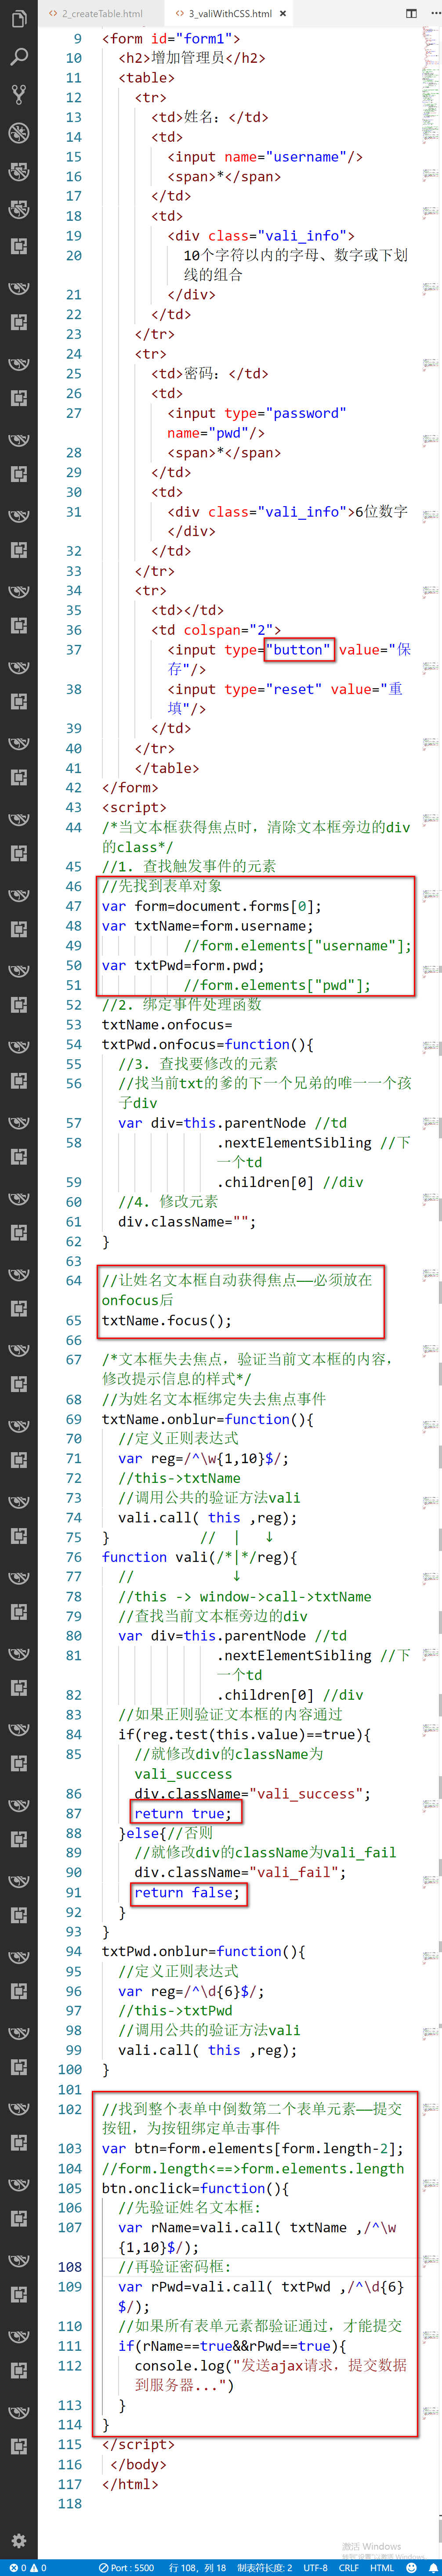 2_createTable.html
3_valiWithCSS.html
9 <form id="form1">
10 <h2>增加管理员</h2>
11 <table>
12 <tr>
13 <td>姓名：</td>
14 <td>
15 <input name="username"/>
16 <span>*</span>
17 </td>
18 <td>
19 <div class="vali_info">
20 10个字符以内的字母、数字或下划
线的组合
21 </div>
22 </td>
23 </tr>
24 <tr>
25 <td>密码：</td>
26 <td>
27 <input type="password"
name="pwd"/>
28 <span>*</span>
29 </td>
30 <td>
31 <div class="vali_info">6位数字
</div>
32 </td>
33 </tr>
34 <tr>
35 <td></td>
36 <td colspan="2">
37 <input type="button" value="保
存"/>
38 <input type="reset" value="重
填"/>
39 </td>
40 </tr>
41 </table>
42 </form>
43 <script>
44 /*当文本框获得焦点时，清除文本框旁边的div
的class*/
45 //1. 查找触发事件的元素
46 //先找到表单对象
47 var form=document.forms[0];
48 var txtName=form.username;
49 //form.elements["username"];
50 var txtPwd=form.pwd;
51 //form.elements["pwd"];
52 //2. 绑定事件处理函数
53 txtName.onfocus=
54 txtPwd.onfocus=function(){
55 //3. 查找要修改的元素
56 //找当前txt的爹的下一个兄弟的唯一一个孩
子div
57 var div=this.parentNode //td
58 .nextElementSibling //下
一个td
59 .children[0] //div
60 //4. 修改元素
61 div.className="";
62 }
63
64 //让姓名文本框自动获得焦点——必须放在
onfocus后
65 txtName.focus();
66
67 /*文本框失去焦点，验证当前文本框的内容，
修改提示信息的样式*/
68 //为姓名文本框绑定失去焦点事件
69 txtName.onblur=function(){
70 //定义正则表达式
71 var reg=/^\w{1,10}$/;
72 //this->txtName
73 //调用公共的验证方法vali
74 vali.call( this ,reg);
75 } // | ↓
76 function vali(/*|*/reg){
77 // ↓
78 //this -> window->call->txtName
79 //查找当前文本框旁边的div
80 var div=this.parentNode //td
81 .nextElementSibling //下
一个td
82 .children[0] //div
83 //如果正则验证文本框的内容通过
84 if(reg.test(this.value)==true){
85 //就修改div的className为
vali_success
86 div.className="vali_success";
87 return true;
88 }else{//否则
89 //就修改div的className为vali_fail
90 div.className="vali_fail";
91 return false;
92 }
93 }
94 txtPwd.onblur=function(){
95 //定义正则表达式
96 var reg=/^\d{6}$/;
97 //this->txtPwd
98 //调用公共的验证方法vali
99 vali.call( this ,reg);
100 }
101
102 //找到整个表单中倒数第二个表单元素——提交
按钮，为按钮绑定单击事件
103 var btn=form.elements[form.length-2];
104 //form.length<==>form.elements.length
105 btn.onclick=function(){
106 //先验证姓名文本框:
107 var rName=vali.call( txtName ,/^\w
{1,10}$/);
108 //再验证密码框:
109 var rPwd=vali.call( txtPwd ,/^\d{6}
$/);
110 //如果所有表单元素都验证通过，才能提交
111 if(rName==true&&rPwd==true){
112 console.log("发送ajax请求，提交数据
到服务器...")
113 }
114 }
115 </script>
116 </body>
117 </html>
118
激活 Windows
0 0 Port : 5500 行 108，列 18 制表符长度: 2 UTF-8 CRLF HTML